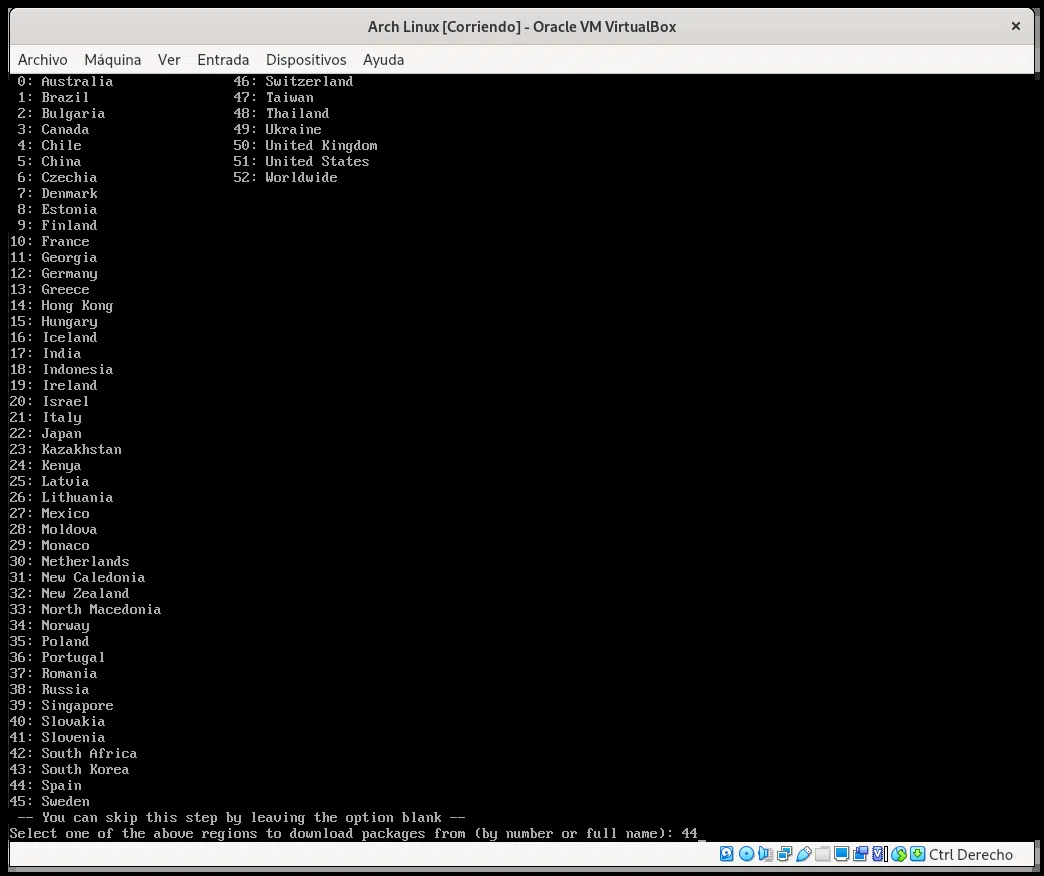 Arch Linux [Corriendo] - Oracle VM VirtualBox
Archivo Máquina Ver Entrada Dispositivos Ayuda
0: Australia 46: Switzerland
1: Brazil 47: Taiwan
2: Bulgaria 48: Thailand
3: Canada 49: Ukraine
4: Chile 50: United Kingdom
5: China 51: United States
6: Czechia 52: Worldwide
7: Denmark
8: Estonia
9: Finland
10: France
11: Georgia
12: Germany
13: Greece
14: Hong Kong
15: Hungary
16: Iceland
17: India
18: Indonesia
19: Ireland
20: Israel
21: Italy
22: Japan
23: Kazakhstan
24: Kenya
25: Latvia
26: Lithuania
27: Mexico
28: Moldova
29: Monaco
30: Netherlands
31: New Caledonia
32: New Zealand
33: North Macedonia
34: Norway
35: Poland
36: Portugal
37: Romania
38: Russia
39: Singapore
40: Slovakia
41: Slovenia
42: South Africa
43: South Korea
44: Spain
45: Sweden
-- You can skip this step by leaving the option blank --
Select one of the above regions to download packages from (by number or full name): 44_
Ctrl Derecho